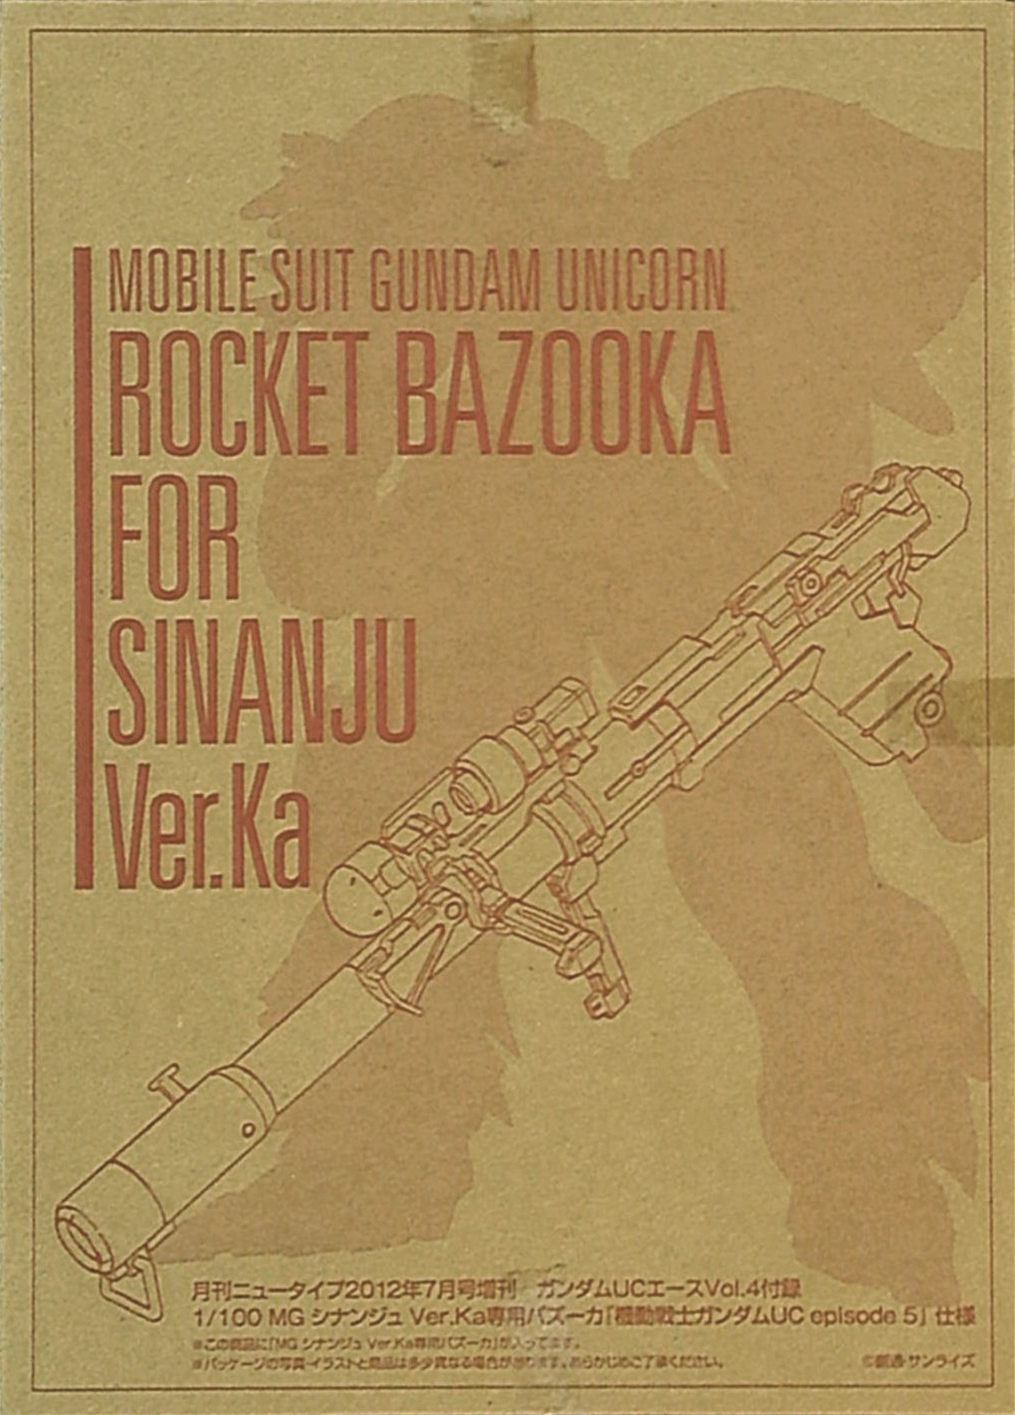 MOBILE SUIT GUNDAM UNICORN
ROCKET BAZOOKA
FOR
SINANJU
Ver.Ka
月刊ニュータイプ2012年7月号増刊 ガンダムUCエースVol.4付録
1/100 MG シナンジュ Ver.Ka専用バズーカ「機動戦士ガンダムUC episode 5」仕様
※この商品に「MG シナンジュ Ver.Ka専用バズーカ」が入ってます。
※パッケージの写真・イラストと商品は多少異なる場合が有ります。あらかじめご了承ください。
©創通・サンライズ